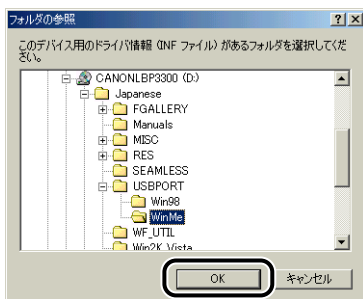 フォルダの参照
このデバイス用のドライバ情報 (INF ファイル) があるフォルダを選択してくだ
さい。
CANONLBP3300 (D:)
Japanese
FGALLERY
Manuals
MISC
RES
SEAMLESS
USBPORT
Win98
WinMe
WF_UTIL
Win2K_Vista
OK
キャンセル